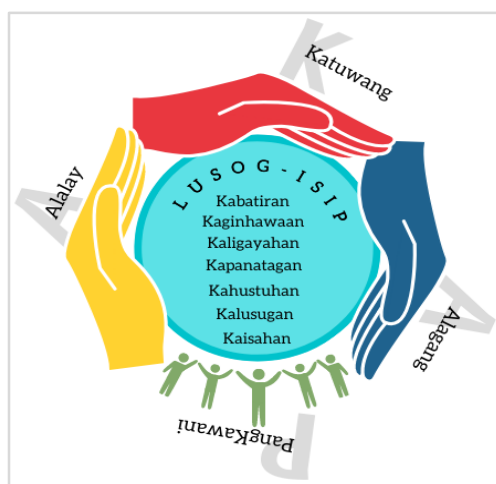 K
Katuwang
A
Alalay
LUSOG-ISIP
Kabatiran
Kaginhawaan
Kaligayahan
Kapanatagan
Kahustuhan
Kalusugan
Kaisahan
A
Alagang
P
PangKawani